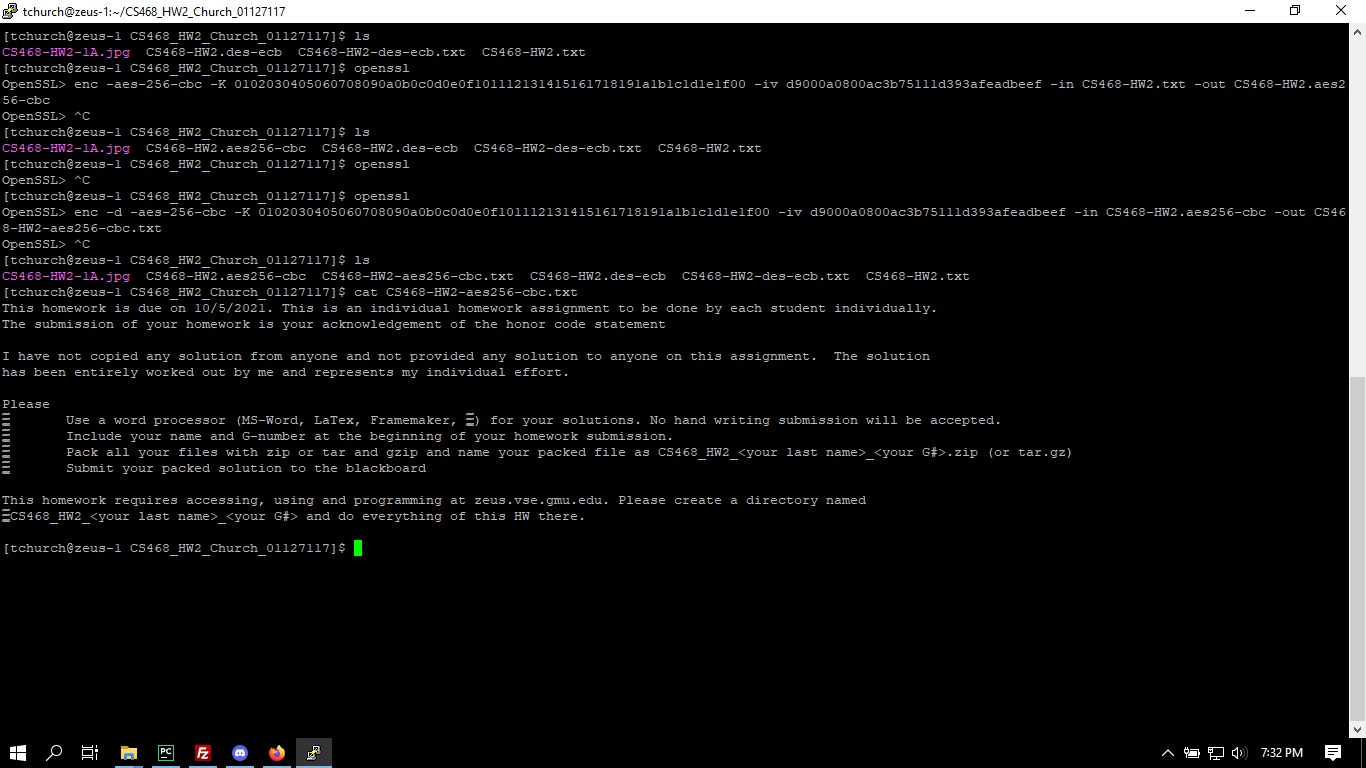 tchurch@zeus-1:~/CS468_HW2_Church_01127117
[tchurch@zeus-1 CS468_HW2_Church_01127117]$ ls
CS468-HW2-1A.jpg  CS468-HW2.des-ecb  CS468-HW2-des-ecb.txt  CS468-HW2.txt
[tchurch@zeus-1 CS468_HW2_Church_01127117]$ openssl
OpenSSL> enc -aes-256-cbc -K 0102030405060708090a0b0c0d0e0f101112131415161718191a1b1c1d1e1f00 -iv d9000a0800ac3b75111d393afeadbeef -in CS468-HW2.txt -out CS468-HW2.aes2
56-cbc
OpenSSL> ^C
[tchurch@zeus-1 CS468_HW2_Church_01127117]$ ls
CS468-HW2-1A.jpg  CS468-HW2.aes256-cbc  CS468-HW2.des-ecb  CS468-HW2-des-ecb.txt  CS468-HW2.txt
[tchurch@zeus-1 CS468_HW2_Church_01127117]$ openssl
OpenSSL> ^C
[tchurch@zeus-1 CS468_HW2_Church_01127117]$ openssl
OpenSSL> enc -d -aes-256-cbc -K 0102030405060708090a0b0c0d0e0f101112131415161718191a1b1c1d1e1f00 -iv d9000a0800ac3b75111d393afeadbeef -in CS468-HW2.aes256-cbc -out CS46
8-HW2-aes256-cbc.txt
OpenSSL> ^C
[tchurch@zeus-1 CS468_HW2_Church_01127117]$ ls
CS468-HW2-1A.jpg  CS468-HW2.aes256-cbc  CS468-HW2-aes256-cbc.txt  CS468-HW2.des-ecb  CS468-HW2-des-ecb.txt  CS468-HW2.txt
[tchurch@zeus-1 CS468_HW2_Church_01127117]$ cat CS468-HW2-aes256-cbc.txt
This homework is due on 10/5/2021. This is an individual homework assignment to be done by each student individually.
The submission of your homework is your acknowledgement of the honor code statement
I have not copied any solution from anyone and not provided any solution to anyone on this assignment.  The solution
has been entirely worked out by me and represents my individual effort.
Please
Use a word processor (MS-Word, LaTex, Framemaker, ) for your solutions. No hand writing submission will be accepted.
Include your name and G-number at the beginning of your homework submission.
Pack all your files with zip or tar and gzip and name your packed file as CS468_HW2_<your last name>_<your G#>.zip (or tar.gz)
Submit your packed solution to the blackboard
This homework requires accessing, using and programming at zeus.vse.gmu.edu. Please create a directory named
CS468_HW2_<your last name>_<your G#> and do everything of this HW there.
[tchurch@zeus-1 CS468_HW2_Church_01127117]$
PC
FZ
7:32 PM